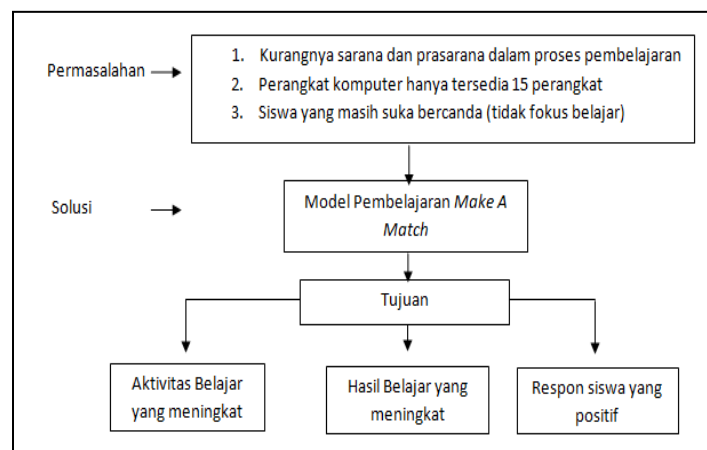 1. Kurangnya sarana dan prasarana dalam proses pembelajaran
Permasalahan
2. Perangkat komputer hanya tersedia 15 perangkat
3. Siswa yang masih suka bercanda (tidak fokus belajar)
Solusi
Model Pembelajaran Make A
Match
Tujuan
Aktivitas Belajar
yang meningkat
Hasil Belajar yang
meningkat
Respon siswa yang
positif